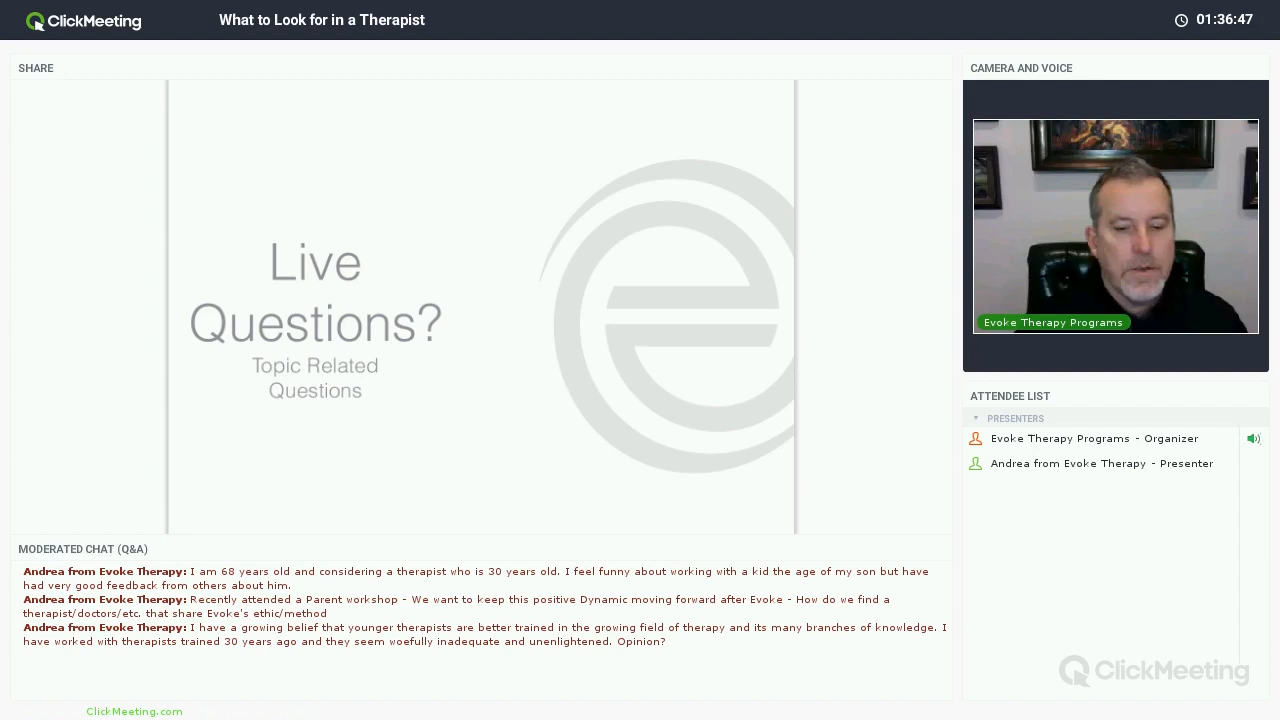 ClickMeeting
What to Look for in a Therapist
01:36:47
SHARE
Live
Questions?
Topic Related
Questions
MODERATED CHAT (Q&A)
Andrea from Evoke Therapy: I am 68 years old and considering a therapist who is 30 years old. I feel funny about working with a kid the age of my son but have
had very good feedback from others about him.
Andrea from Evoke Therapy: Recently attended a Parent workshop - We want to keep this positive Dynamic moving forward after Evoke - How do we find a
therapist/doctors/etc. that share Evoke's ethic/method
Andrea from Evoke Therapy: I have a growing belief that younger therapists are better trained in the growing field of therapy and its many branches of knowledge. I
have worked with therapists trained 30 years ago and they seem woefully inadequate and unenlightened. Opinion?
CAMERA AND VOICE
Evoke Therapy Programs
ATTENDEE LIST
PRESENTERS
Evoke Therapy Programs - Organizer
Andrea from Evoke Therapy - Presenter
ClickMeeting
ClickMeeting.com